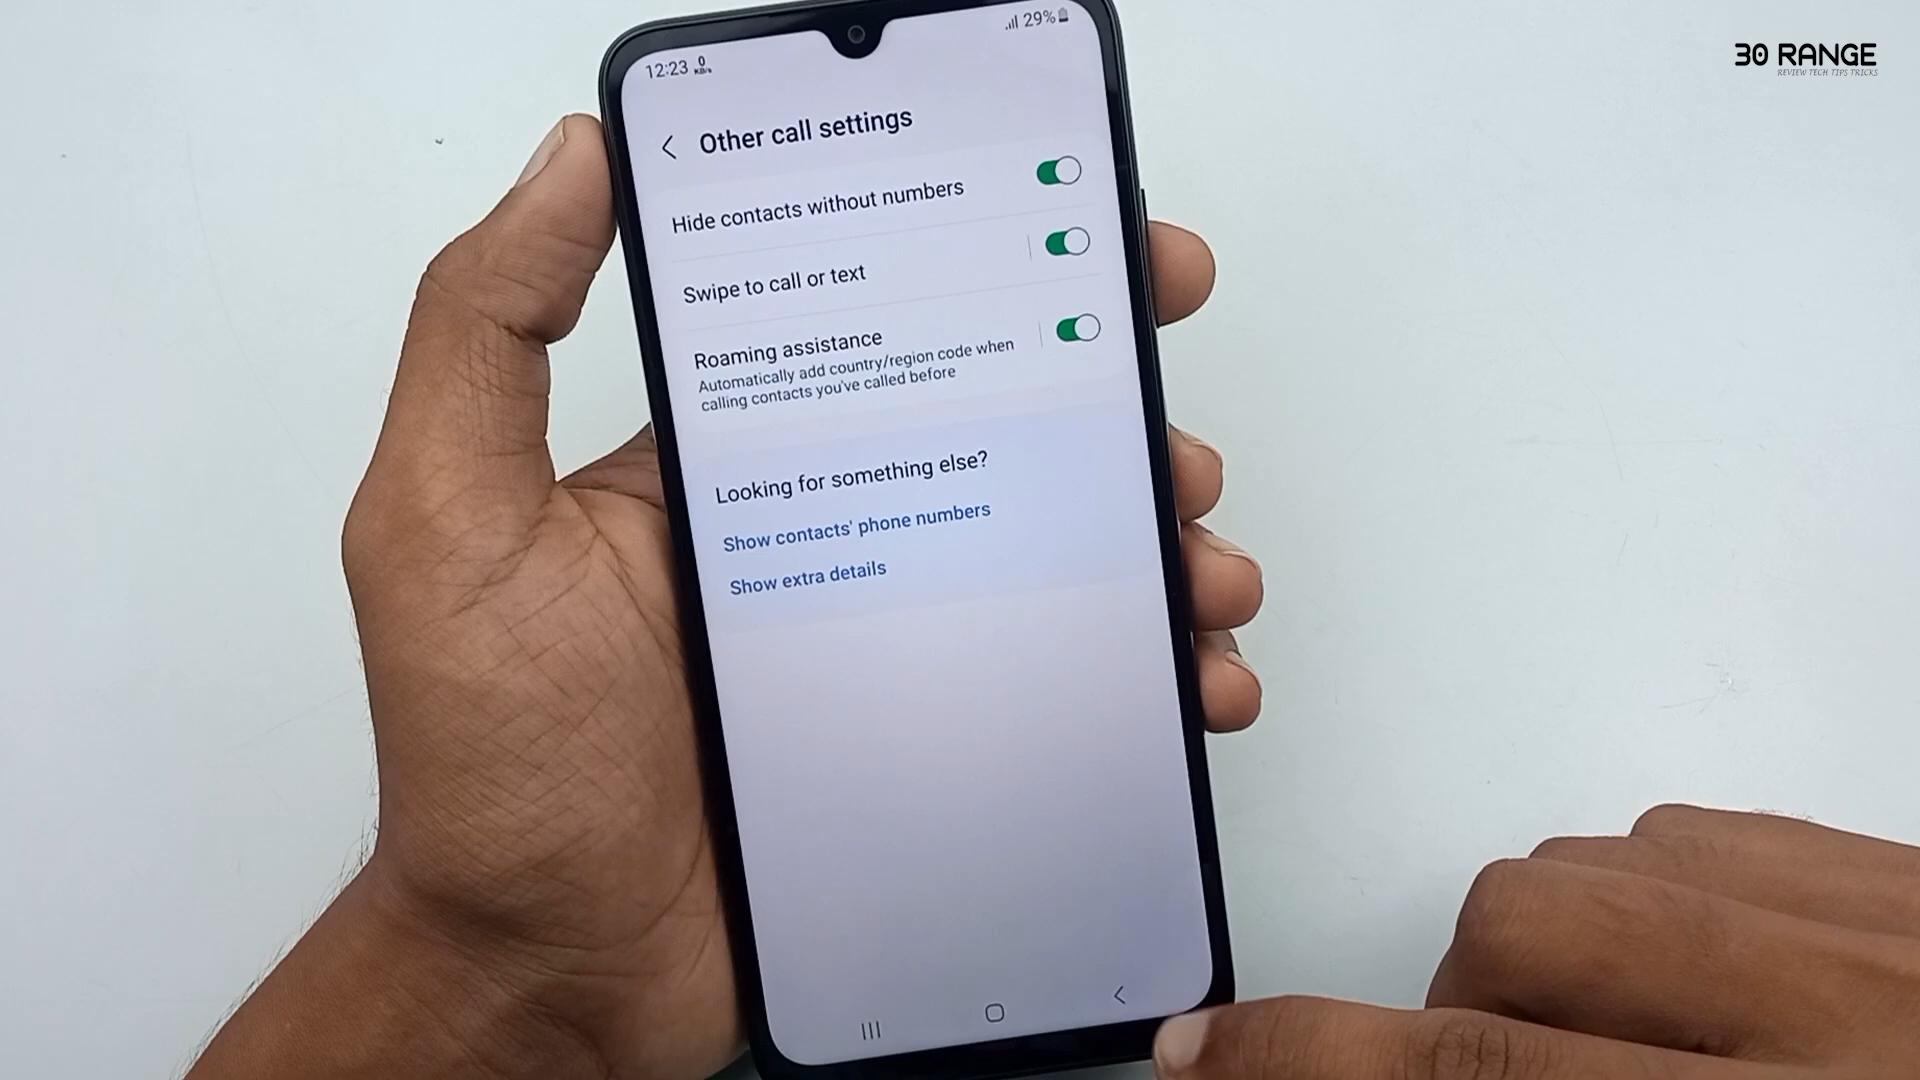 30 RANGE
REVIEW TECH TIPS TRICKS
12:23 0 KB/s
29%
Other call settings
Hide contacts without numbers
Swipe to call or text
Roaming assistance
Automatically add country/region code when
calling contacts you've called before
Looking for something else?
Show contacts' phone numbers
Show extra details